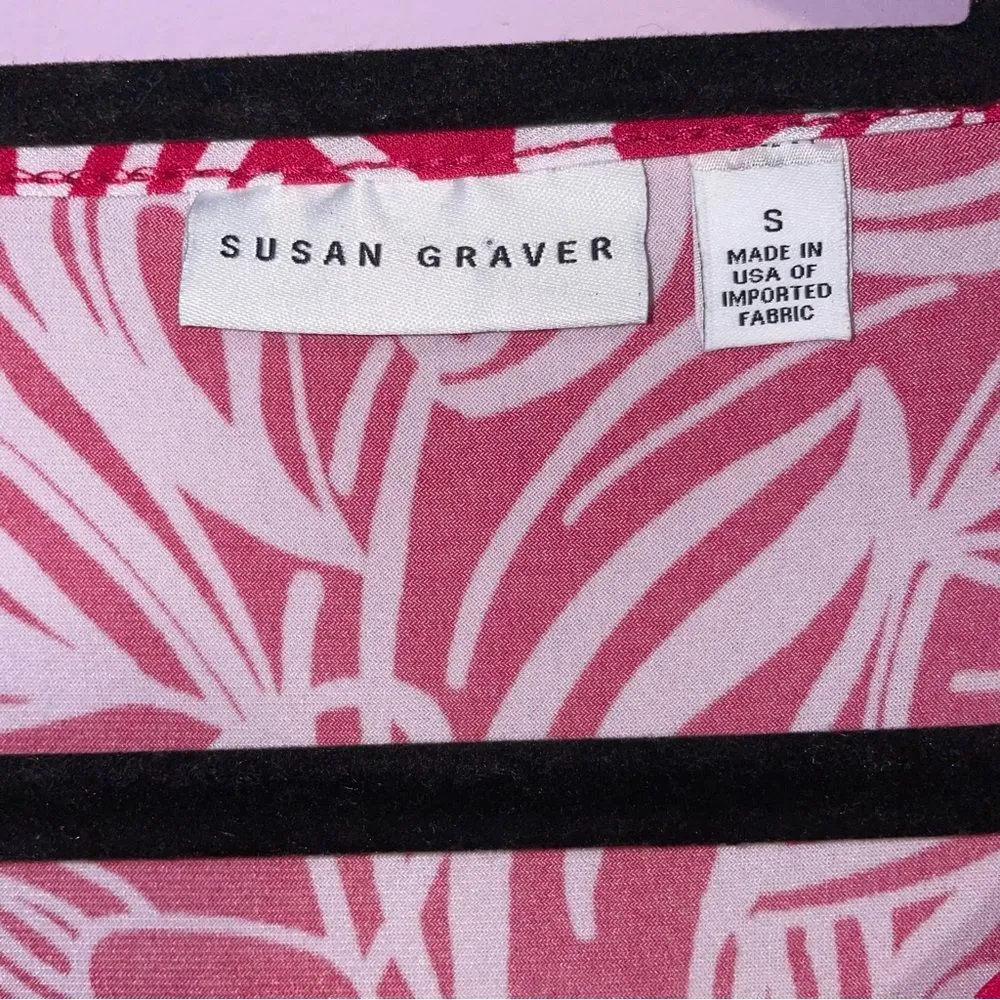 SUSAN GRAVER
S
MADE IN
USA OF
IMPORTED
FABRIC